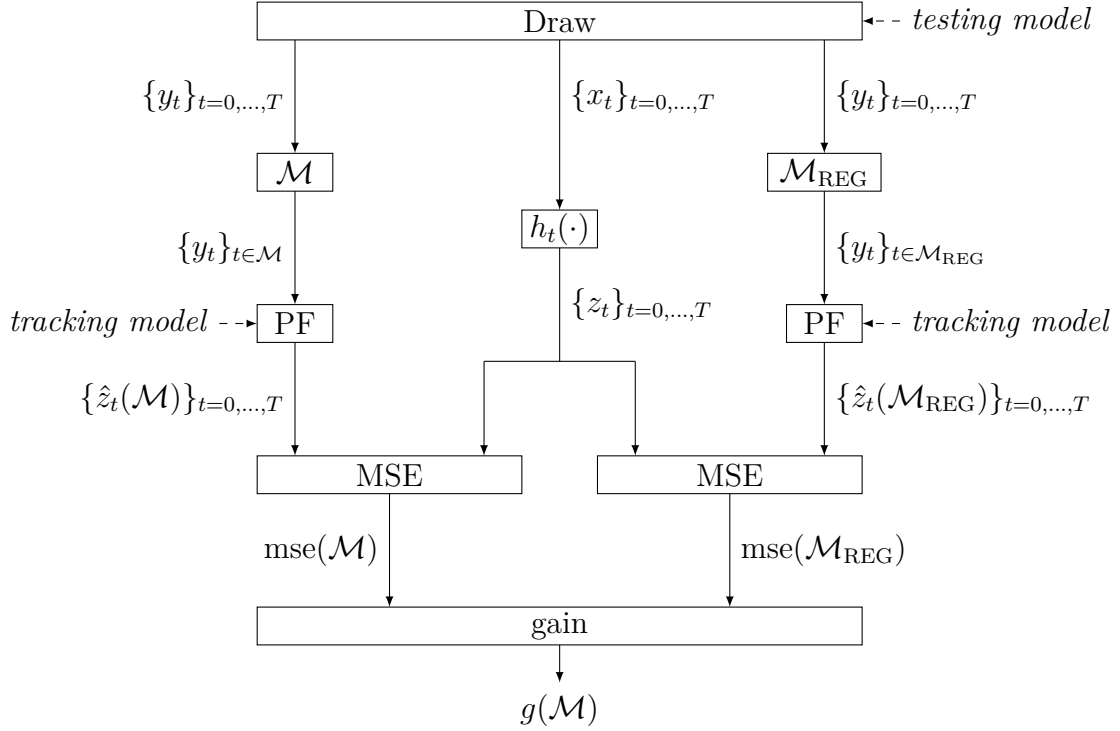 Draw testing model
{y_t}_{t=0,...,T} {x_t}_{t=0,...,T} {y_t}_{t=0,...,T}
ℳ ℳ_REG
h_t(·)
{y_t}_{t∈ℳ} {y_t}_{t∈ℳ_REG}
{z_t}_{t=0,...,T}
tracking model PF PF tracking model
{ẑ_t(ℳ)}_{t=0,...,T} {ẑ_t(ℳ_REG)}_{t=0,...,T}
MSE MSE
mse(ℳ) mse(ℳ_REG)
gain
g(ℳ)